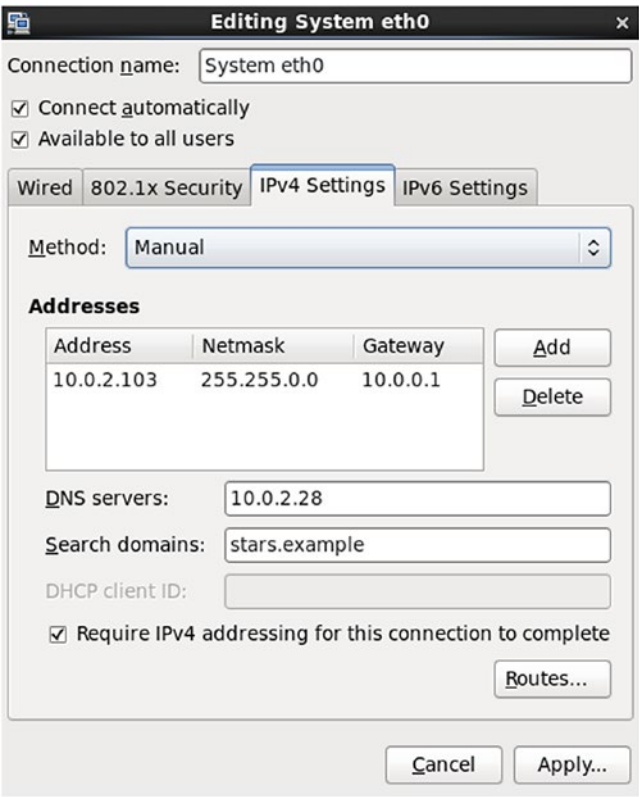 Editing System eth0
Connection name: System eth0
Connect automatically
Available to all users
Wired 802.1x Security IPv4 Settings IPv6 Settings
Method: Manual
Addresses
Address Netmask Gateway Add
10.0.2.103 255.255.0.0 10.0.0.1
Delete
DNS servers: 10.0.2.28
Search domains: stars.example
DHCP client ID:
Require IPv4 addressing for this connection to complete
Routes...
Cancel Apply...